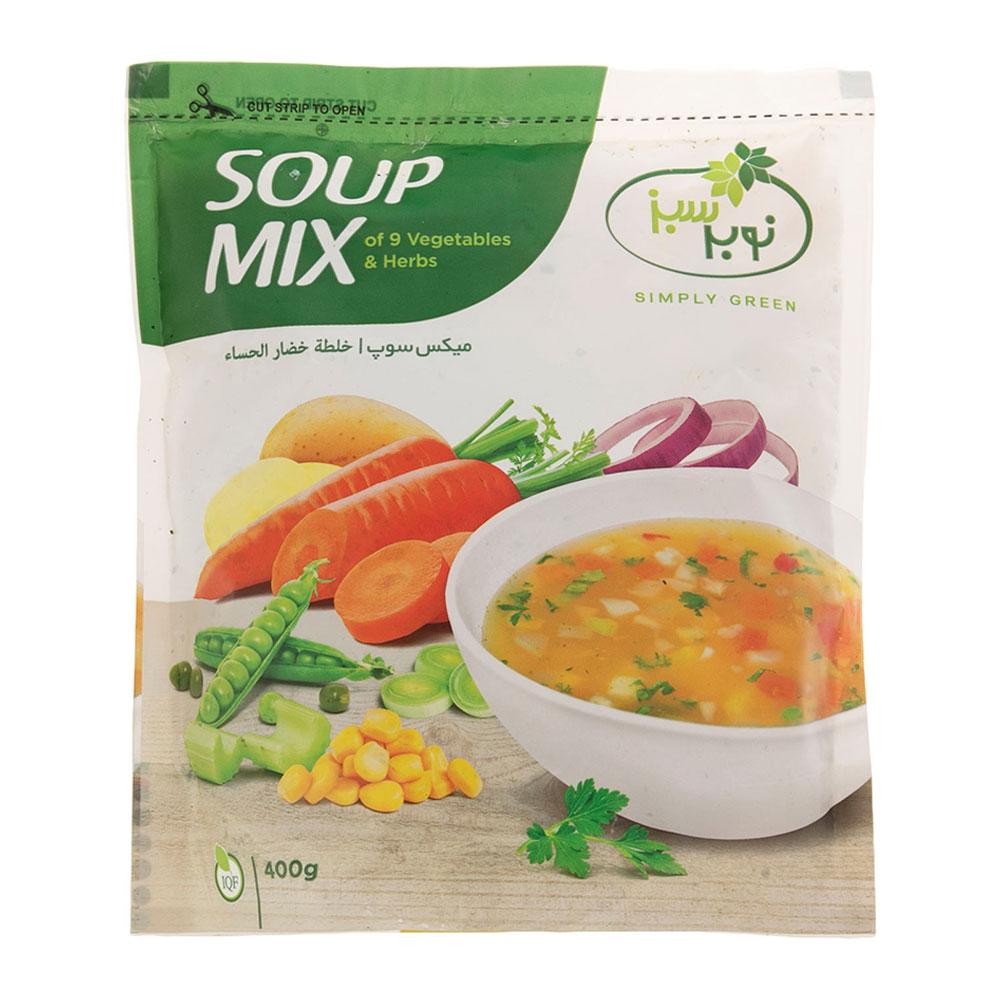 CUT STRIP TO OPEN
SOUP
MIX
of 9 Vegetables
& Herbs
نوبر سبز
SIMPLY GREEN
میکس سوپ | خلطة خضار الحساء
IQF
400g